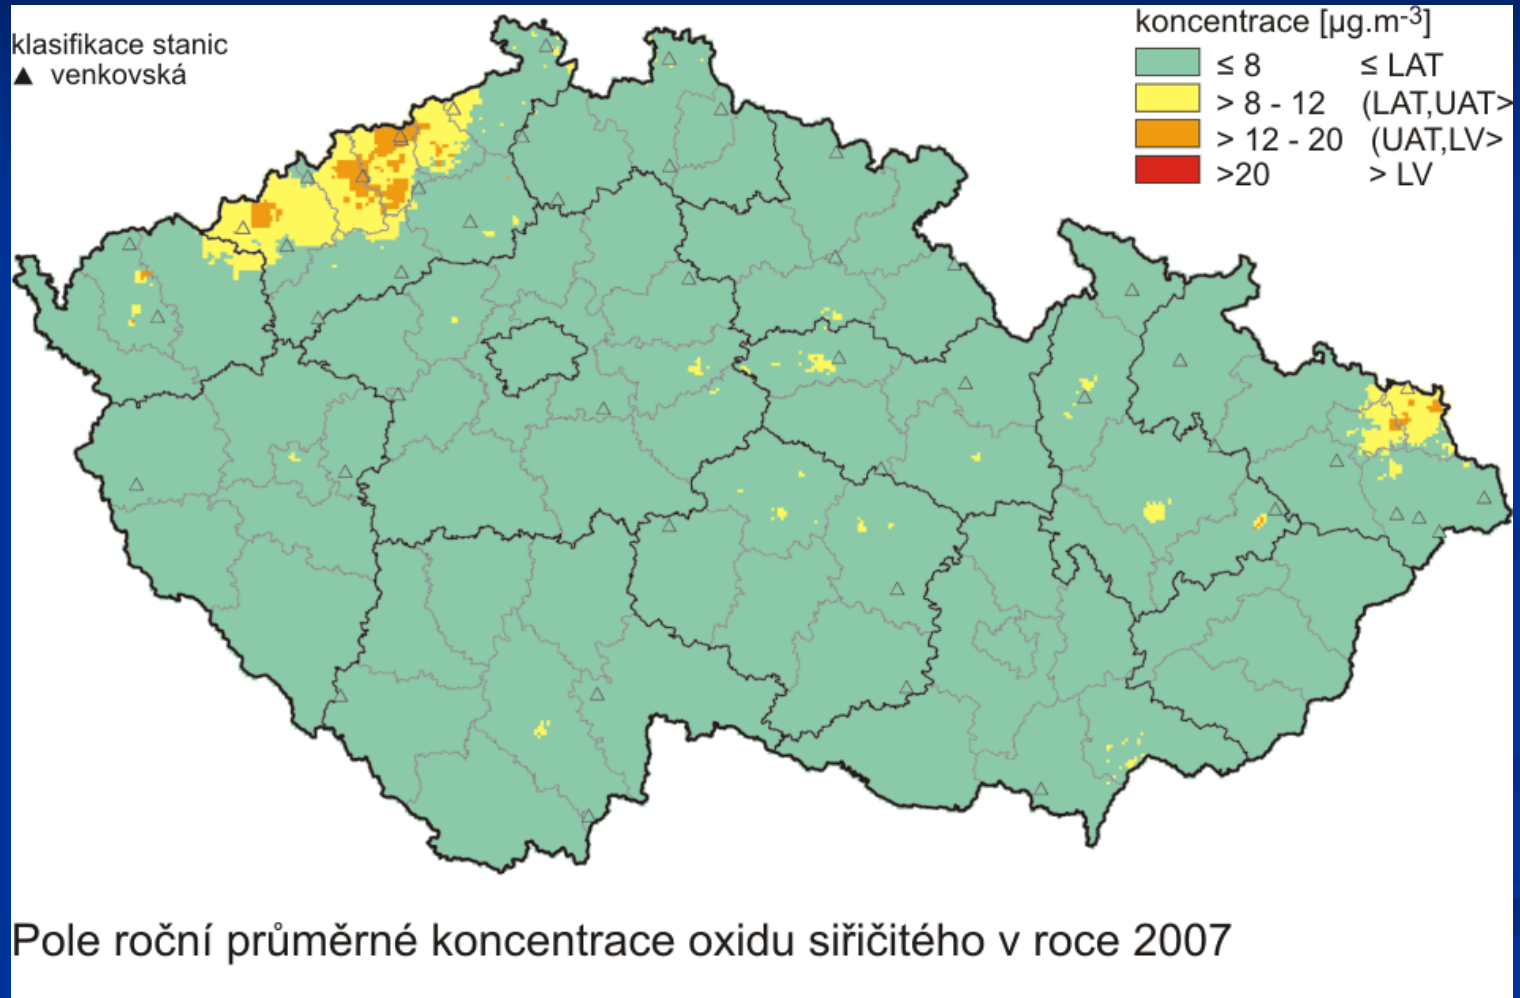 klasifikace stanic
▲ venkovská
koncentrace [µg.m-3]
≤ 8 ≤ LAT
> 8 - 12 (LAT,UAT>
> 12 - 20 (UAT,LV>
>20 > LV
Pole roční průměrné koncentrace oxidu siřičitého v roce 2007